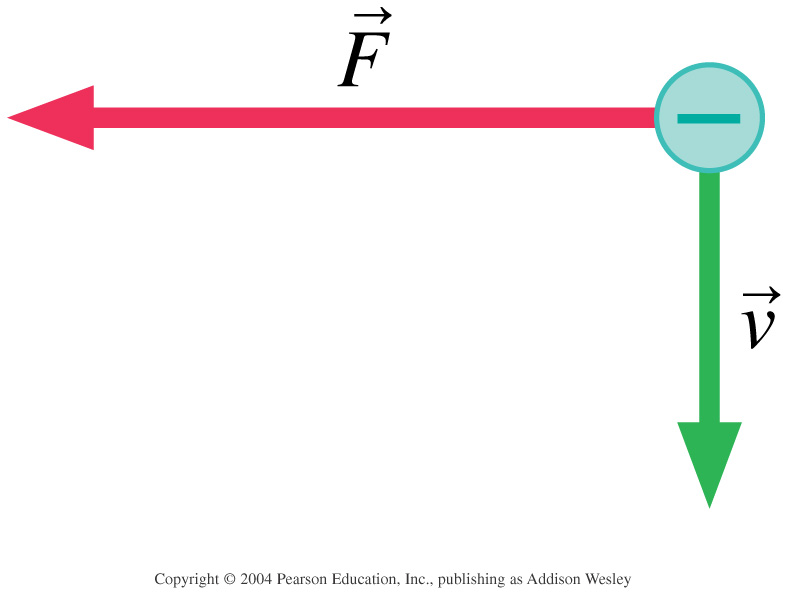 F
v
Copyright © 2004 Pearson Education, Inc., publishing as Addison Wesley